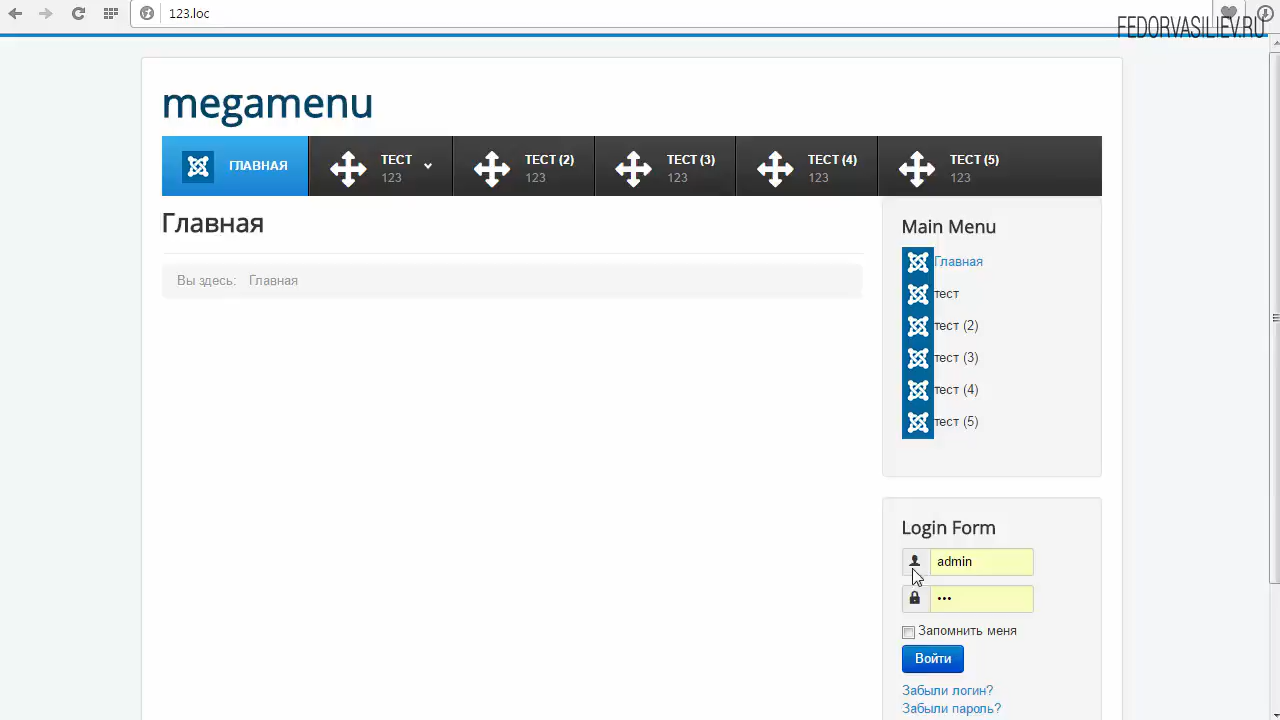 123.loc
FEDORVASILIEV.RU
megamenu
ГЛАВНАЯ
ТЕСТ
123
ТЕСТ (2)
123
ТЕСТ (3)
123
ТЕСТ (4)
123
ТЕСТ (5)
123
Главная
Вы здесь: Главная
Main Menu
Главная
тест
тест (2)
тест (3)
тест (4)
тест (5)
Login Form
admin
•••
Запомнить меня
Войти
Забыли логин?
Забыли пароль?